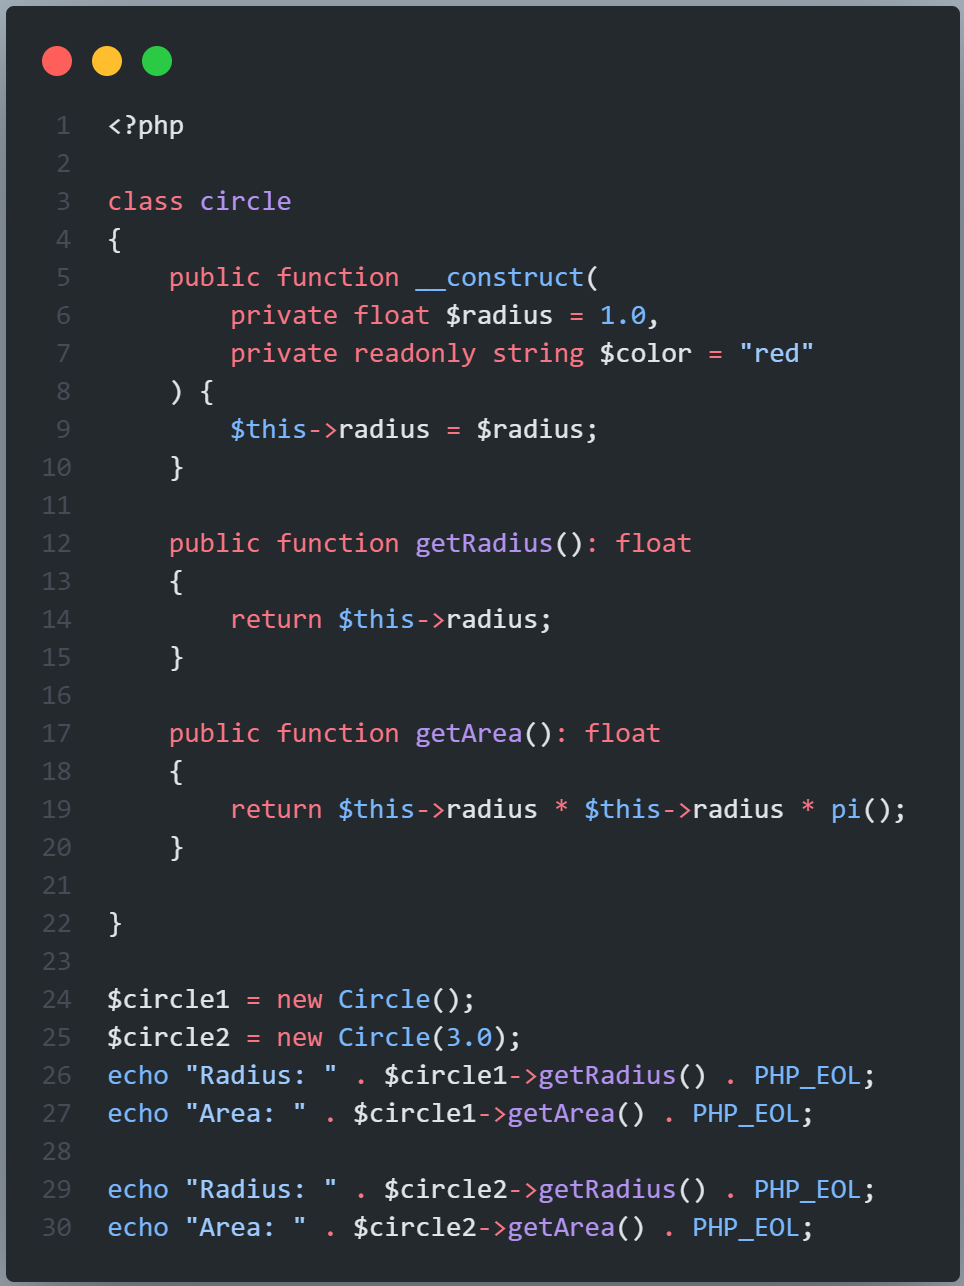 1 <?php
2
3 class circle
4 {
5     public function __construct(
6         private float $radius = 1.0,
7         private readonly string $color = "red"
8     ) {
9         $this->radius = $radius;
10     }
11
12     public function getRadius(): float
13     {
14         return $this->radius;
15     }
16
17     public function getArea(): float
18     {
19         return $this->radius * $this->radius * pi();
20     }
21
22 }
23
24 $circle1 = new Circle();
25 $circle2 = new Circle(3.0);
26 echo "Radius: " . $circle1->getRadius() . PHP_EOL;
27 echo "Area: " . $circle1->getArea() . PHP_EOL;
28
29 echo "Radius: " . $circle2->getRadius() . PHP_EOL;
30 echo "Area: " . $circle2->getArea() . PHP_EOL;